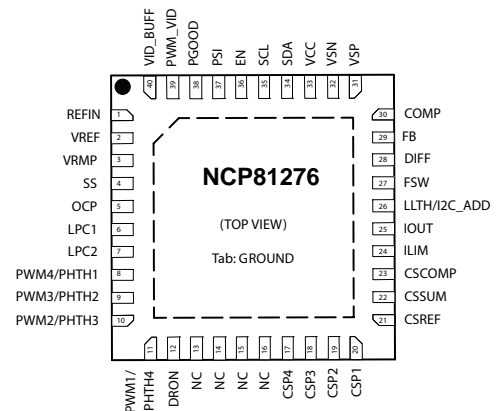 VID_BUFF
PWM_VID
PGOOD
PSI
EN
SCL
SDA
VCC
VSN
VSP
40
39
38
37
36
35
34
33
32
31
REFIN 1
VREF 2
VRMP 3
SS 4
OCP 5
LPC1 6
LPC2 7
PWM4/PHTH1 8
PWM3/PHTH2 9
PWM2/PHTH3 10
NCP81276
(TOP VIEW)
Tab: GROUND
30 COMP
29 FB
28 DIFF
27 FSW
26 LLTH/I2C_ADD
25 IOUT
24 ILIM
23 CSCOMP
22 CSSUM
21 CSREF
11
12
13
14
15
16
17
18
19
20
PWM1/
PHTH4
DRON
NC
NC
NC
NC
CSP4
CSP3
CSP2
CSP1